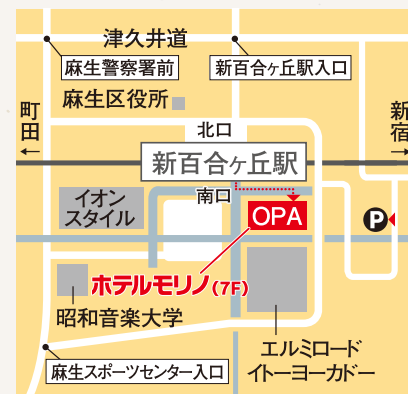 津久井道
麻生警察署前
新百合ヶ丘駅入口
麻生区役所
町田
←
新宿
→
北口
新百合ヶ丘駅
南口
イオン
スタイル
OPA
P
ホテルモリノ(7F)
昭和音楽大学
エルミロード
イトーヨーカドー
麻生スポーツセンター入口